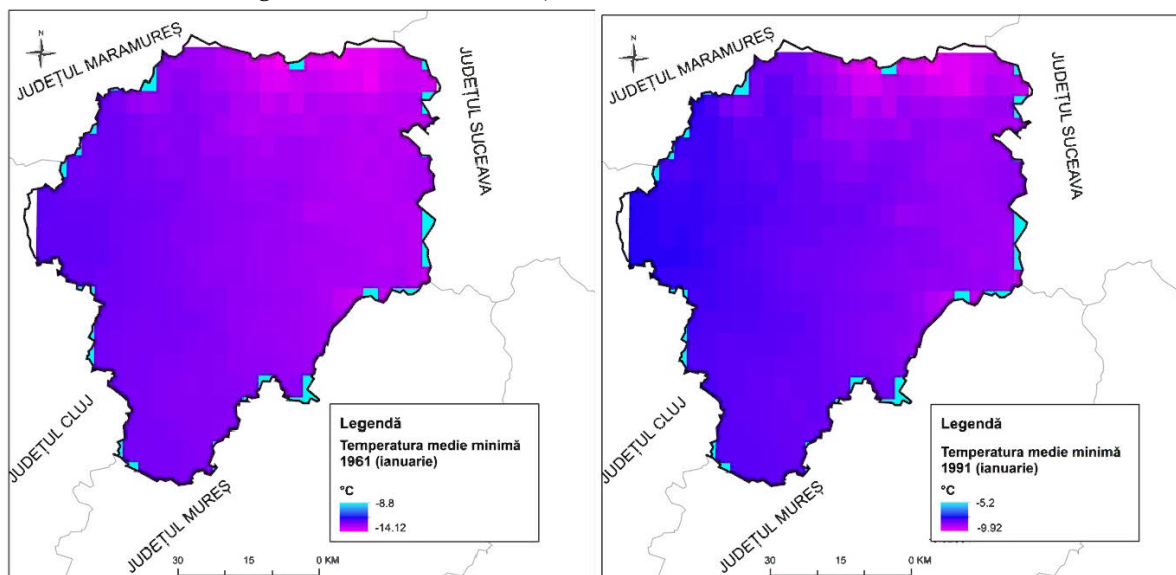 N
JUDEȚUL MARAMUREȘ
JUDEȚUL SUCEAVA
JUDEȚUL CLUJ
JUDEȚUL MUREȘ
Legendă
Temperatura medie minimă
1961 (ianuarie)
°C
-8.8
-14.12
30 15 0 KM
N
JUDEȚUL MARAMUREȘ
JUDEȚUL SUCEAVA
JUDEȚUL CLUJ
JUDEȚUL MUREȘ
Legendă
Temperatura medie minimă
1991 (ianuarie)
°C
-5.2
-9.92
30 15 0 KM